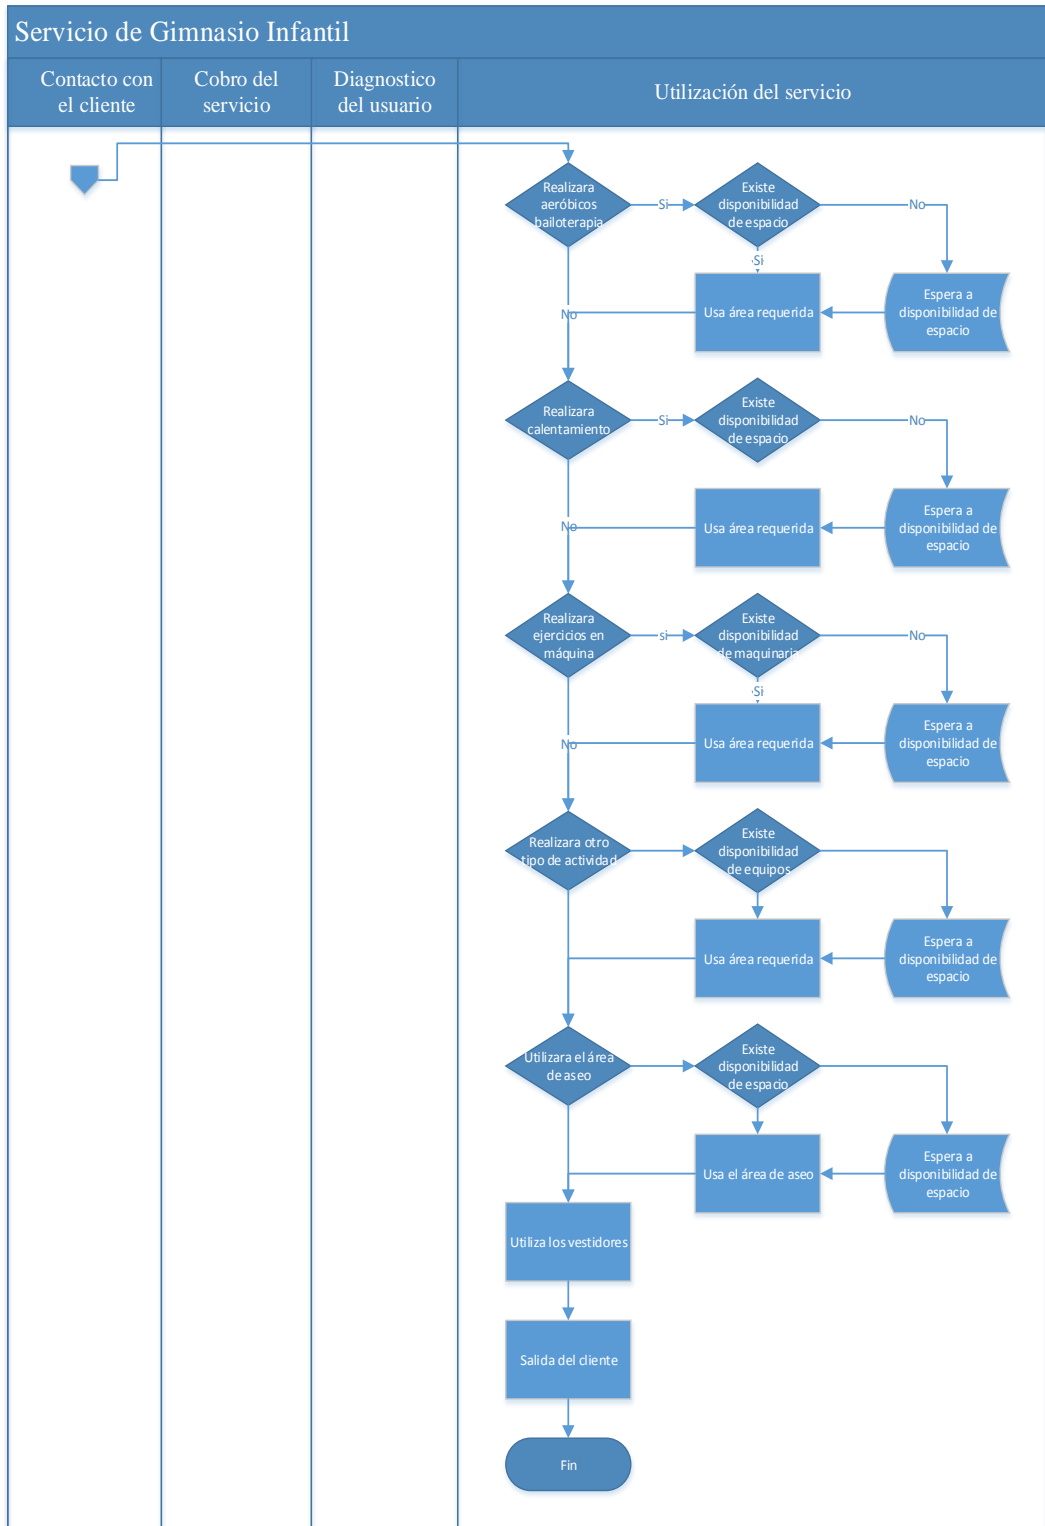 Servicio de Gimnasio Infantil
Contacto con
el cliente
Cobro del
servicio
Diagnostico
del usuario
Utilización del servicio
Realizara
aeróbicos
bailoterapia
Si
Existe
disponibilidad
de espacio
No
Si
No
Usa área requerida
Espera a
disponibilidad de
espacio
Realizara
calentamiento
Si
Existe
disponibilidad
de espacio
No
No
Usa área requerida
Espera a
disponibilidad de
espacio
Realizara
ejercicios en
máquina
si
Existe
disponibilidad
de maquinaria
No
Si
No
Usa área requerida
Espera a
disponibilidad de
espacio
Realizara otro
tipo de actividad
Existe
disponibilidad
de equipos
Usa área requerida
Espera a
disponibilidad de
espacio
Utilizara el área
de aseo
Existe
disponibilidad
de espacio
Usa el área de aseo
Espera a
disponibilidad de
espacio
Utiliza los vestidores
Salida del cliente
Fin